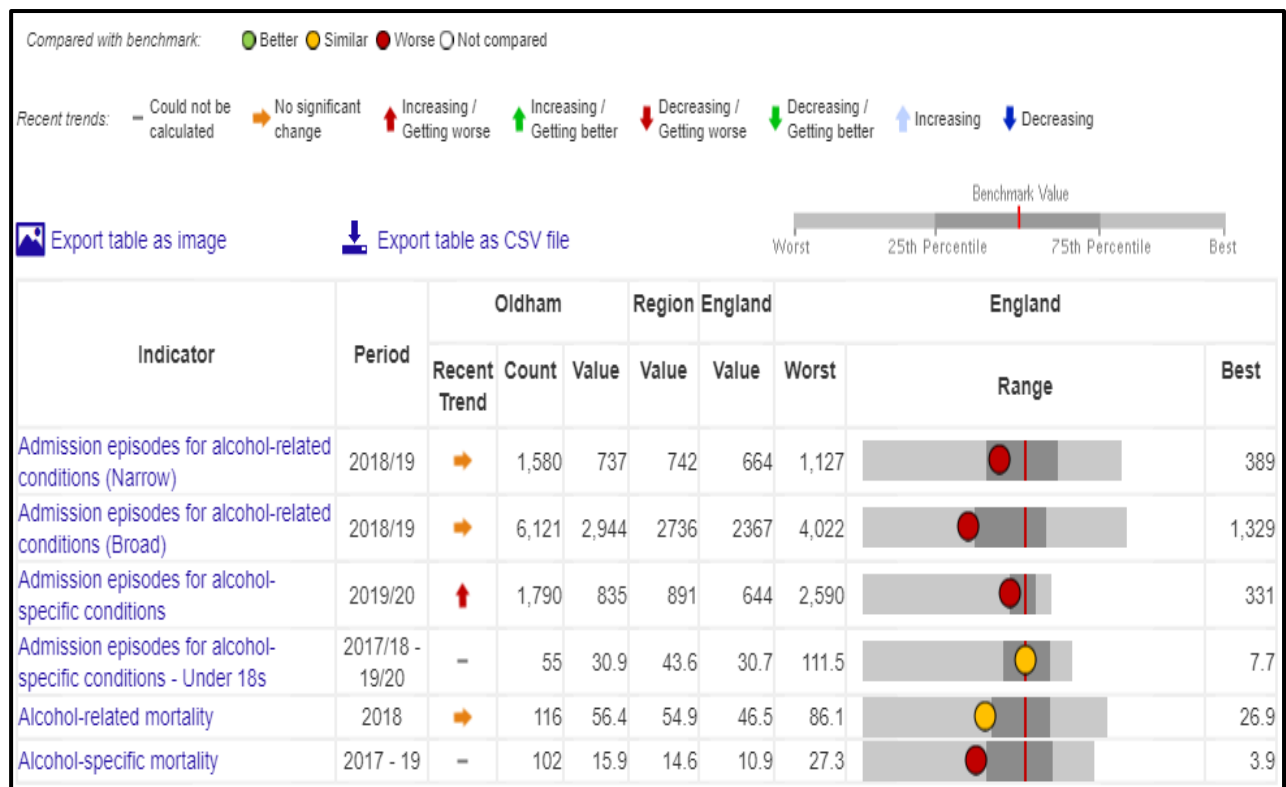 Compared with benchmark: Better Similar Worse Not compared
Recent trends: Could not be calculated No significant change Increasing / Getting worse Increasing / Getting better Decreasing / Getting worse Decreasing / Getting better Increasing Decreasing
Benchmark Value
Worst 25th Percentile 75th Percentile Best
Export table as image Export table as CSV file
Oldham Region England England
Indicator Period Recent Trend Count Value Value Value Worst Range Best
Admission episodes for alcohol-related
conditions (Narrow) 2018/19 1,580 737 742 664 1,127 389
Admission episodes for alcohol-related
conditions (Broad) 2018/19 6,121 2,944 2736 2367 4,022 1,329
Admission episodes for alcohol-
specific conditions 2019/20 1,790 835 891 644 2,590 331
Admission episodes for alcohol-
specific conditions - Under 18s 2017/18 - 19/20 – 55 30.9 43.6 30.7 111.5 7.7
Alcohol-related mortality 2018 116 56.4 54.9 46.5 86.1 26.9
Alcohol-specific mortality 2017 - 19 – 102 15.9 14.6 10.9 27.3 3.9